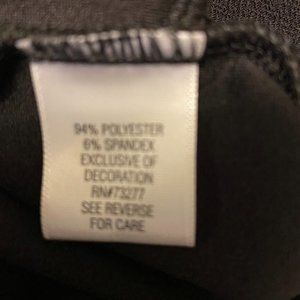 94% POLYESTER
6% SPANDEX
EXCLUSIVE OF
DECORATION
RN#73277
SEE REVERSE
FOR CARE